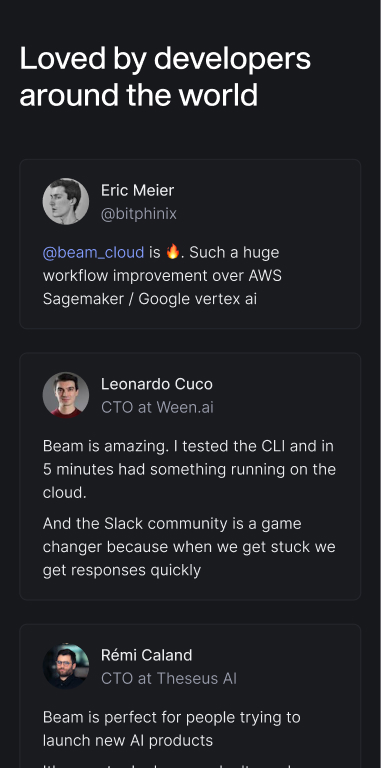 Loved by developers
around the world
Eric Meier
@bitphinix
@beam_cloud is 🔥. Such a huge
workflow improvement over AWS
Sagemaker / Google vertex ai
Leonardo Cuco
CTO at Ween.ai
Beam is amazing. I tested the CLI and in
5 minutes had something running on the
cloud.
And the Slack community is a game
changer because when we get stuck we
get responses quickly
Rémi Caland
CTO at Theseus AI
Beam is perfect for people trying to
launch new AI products